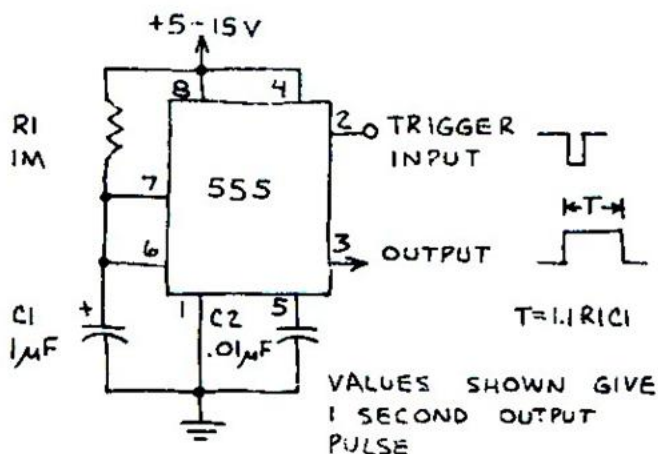 +5-15V
8
4
R1
1M
2
TRIGGER
INPUT
7
555
T
6
3
OUTPUT
C1
+
1μF
1
C2
5
.01μF
T=1.1R1C1
VALUES SHOWN GIVE
1 SECOND OUTPUT
PULSE